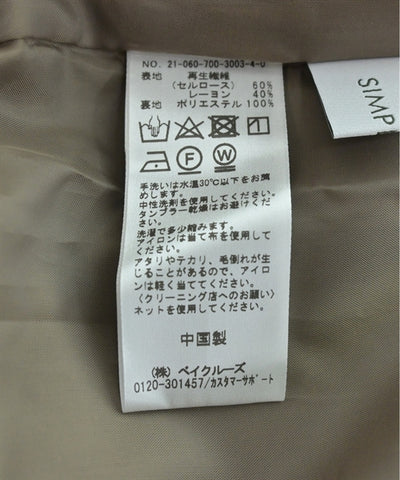 NO. 21-060-700-3003-4-0
表地 再生繊維
(セルロース) 60%
レーヨン 40%
裏地 ポリエステル 100%
F W
手洗いは水温30℃以下をお薦
めします。
中性洗剤を使用してください。
タンブラー乾燥はお避けくだ
さい。
洗濯で多少縮みます。
アイロンは当て布を使用して
ください。
アタリやテカリ、毛倒れが生
じることがあるので、アイロ
ンは軽く当ててください。
〈クリーニング店へのお願い〉
ネットを使用してください。
中国製
(株) ベイクルーズ
0120-301457/カスタマーサポート
SIMP